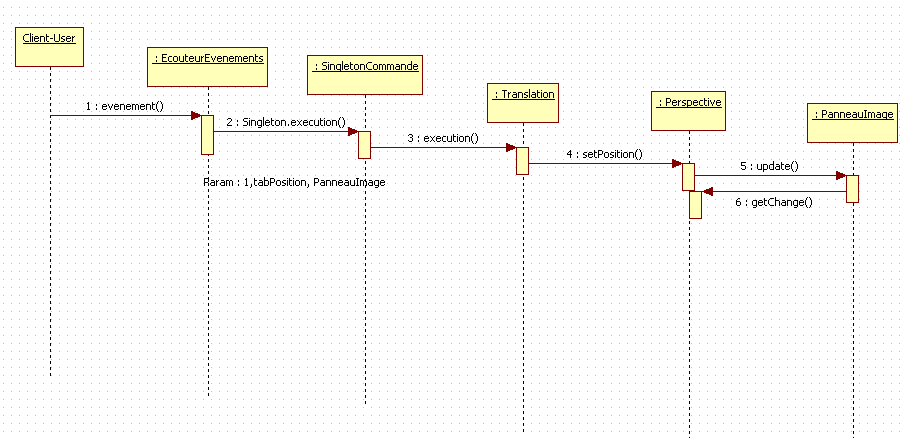 Client-User
: EcouteurEvenements
: SingletonCommande
: Translation
: Perspective
: PanneauImage
1 : evenement()
2 : Singleton.execution()
3 : execution()
4 : setPosition()
5 : update()
Param : 1,tabPosition, PanneauImage
6 : getChange()